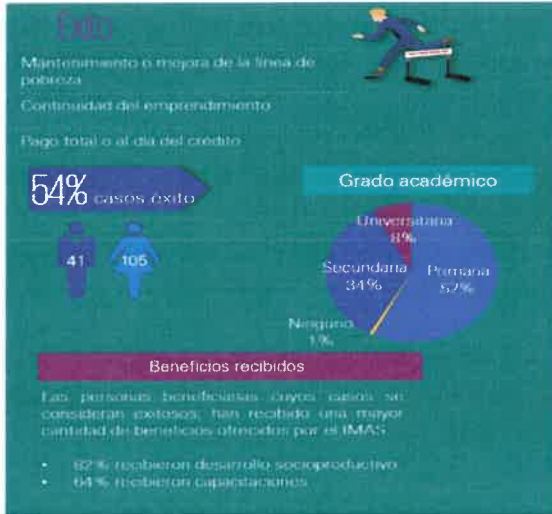 Éxito
Mantenimiento o mejora de la línea de
pobreza
Continuidad del emprendimiento
Pago total o al día del crédito
54% casos éxito
41
105
Grado académico
Universitaria
8%
Secundaria
34%
Primaria
57%
Ninguno
1%
Beneficios recibidos
Las personas beneficiarias cuyos casos se
consideran exitosos, han recibido una mayor
cantidad de beneficios ofrecidos por el IMAS
• 82% recibieron desarrollo socioproductivo
• 64% recibieron capacitaciones